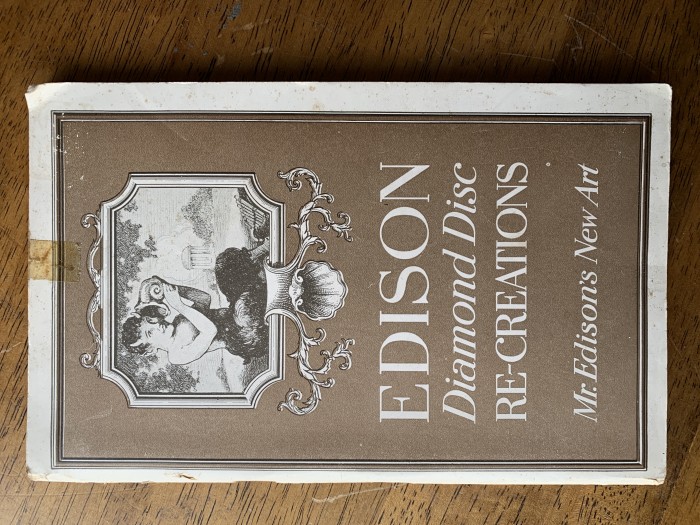 EDISON
Diamond Disc
RE-CREATIONS
Mr. Edison's New Art